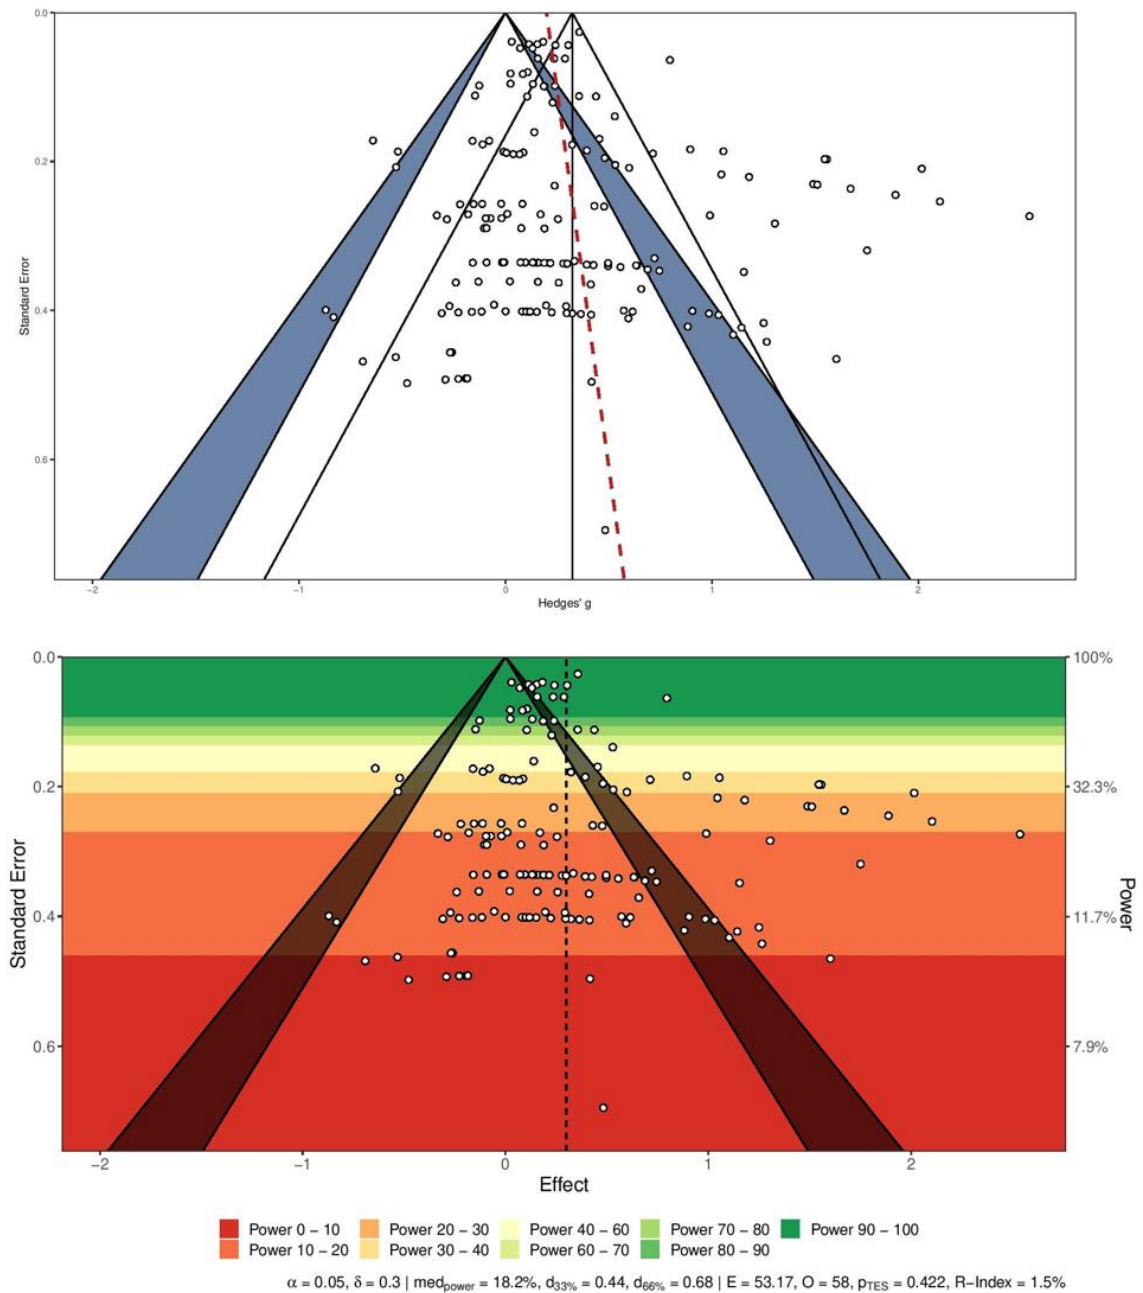 0.0
0.2
0.4
0.6
Standard Error
−2 −1 0 1 2
Hedges' g
0.0 100%
0.2 32.3%
0.4 11.7%
0.6 7.9%
Standard Error
Power
−2 −1 0 1 2
Effect
Power 0 − 10 Power 20 − 30 Power 40 − 60 Power 70 − 80 Power 90 − 100
Power 10 − 20 Power 30 − 40 Power 60 − 70 Power 80 − 90
α = 0.05, δ = 0.3 | med_power = 18.2%, d_33% = 0.44, d_66% = 0.68 | E = 53.17, O = 58, p_TES = 0.422, R-Index = 1.5%